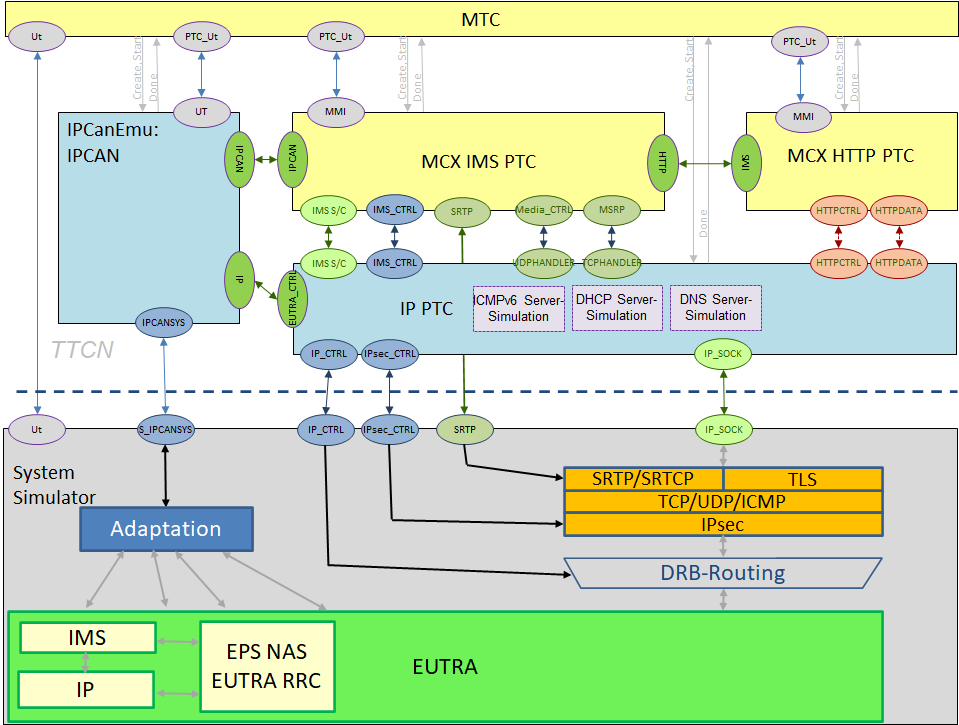 MTC
Ut
PTC_Ut
PTC_Ut
PTC_Ut
Create,Start
Done
Create,Start
Done
Create,Start
Done
Create,Start
Done
UT
MMI
MMI
IPCanEmu:
IPCAN
IPCAN
IPCAN
MCX IMS PTC
HTTP
SMI
MCX HTTP PTC
IMS S/C
IMS_CTRL
SRTP
Media_CTRL
MSRP
HTTPCTRL
HTTPDATA
IMS S/C
IMS_CTRL
UDPHANDLER
TCPHANDLER
HTTPCTRL
HTTPDATA
IP
EUTRA_CTRL
IP PTC
ICMPv6 Server-
Simulation
DHCP Server-
Simulation
DNS Server-
Simulation
IPCANSYS
TTCN
IP_CTRL
IPsec_CTRL
IP_SOCK
Ut
S_IPCANSYS
IP_CTRL
IPsec_CTRL
SRTP
IP_SOCK
System
Simulator
SRTP/SRTCP
TLS
TCP/UDP/ICMP
IPsec
Adaptation
DRB-Routing
IMS
IP
EPS NAS
EUTRA RRC
EUTRA